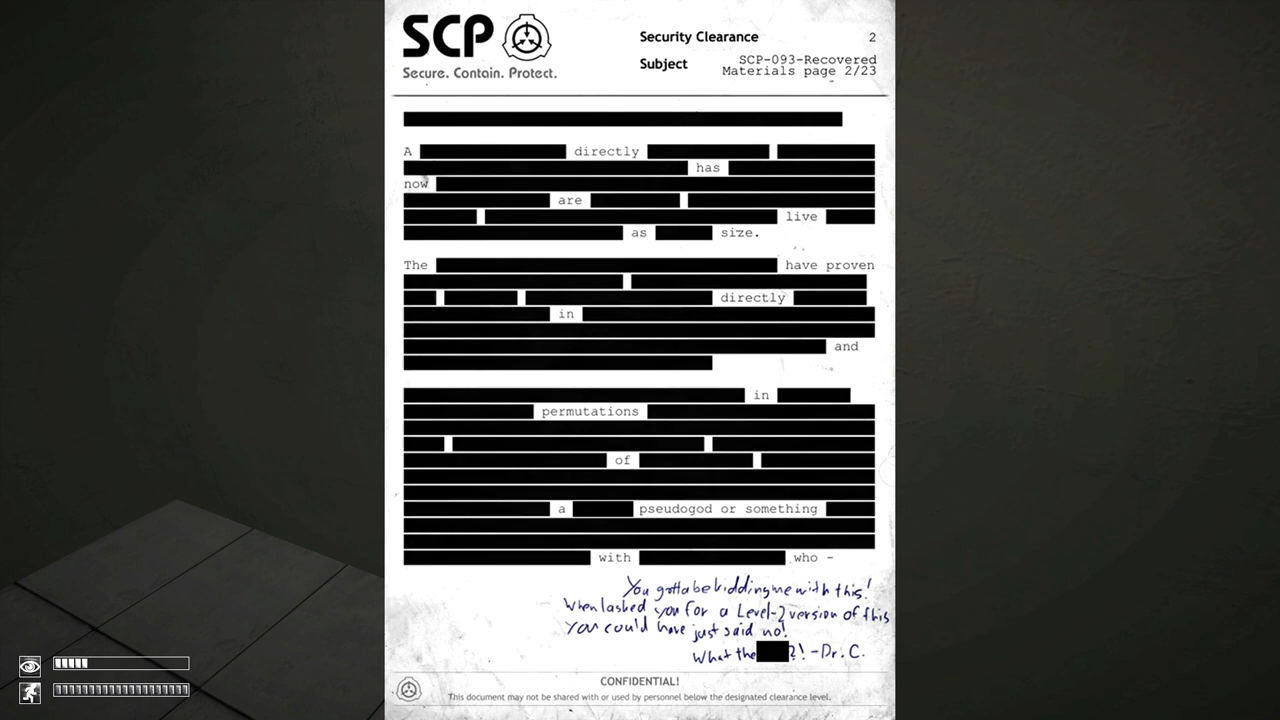 SCP
Secure. Contain. Protect.
Security Clearance 2
Subject SCP-093-Recovered
Materials page 2/23
A directly
has
now
are
live
as size.
The have proven
directly
in
and
in
permutations
of
a pseudogod or something
with who -
You gotta be kidding me with this!
When I asked you for a Level-2 version of this
You could have just said no!
What the ?! -Dr. C.
CONFIDENTIAL!
This document may not be shared with or used by personnel below the designated clearance level.